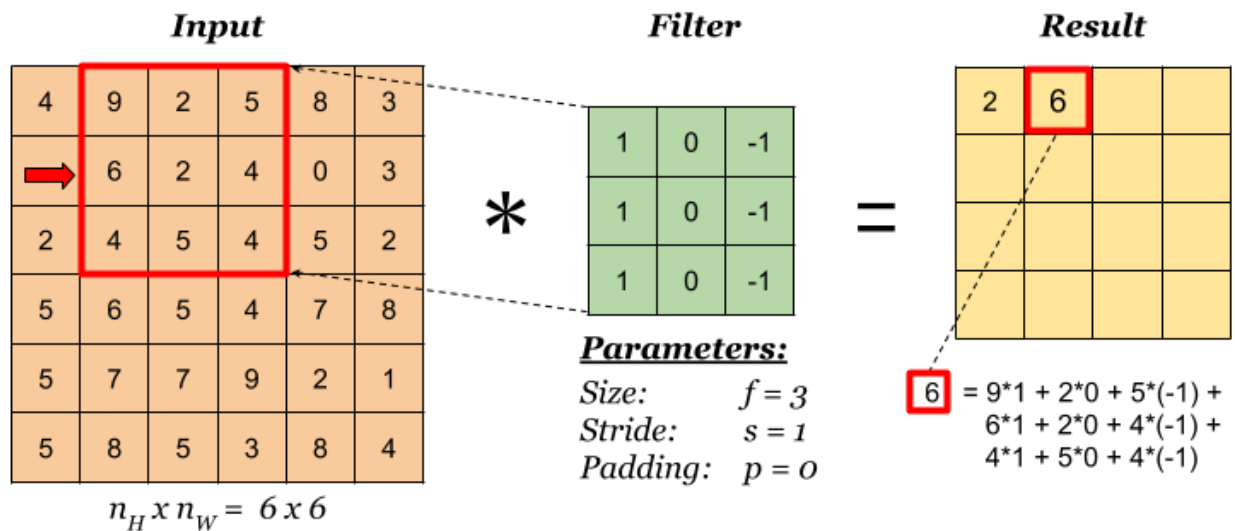 Input Filter Result
4 9 2 5 8 3
6 2 4 0 3
2 4 5 4 5 2
5 6 5 4 7 8
5 7 7 9 2 1
5 8 5 3 8 4
n_H x n_W = 6 x 6
*
1 0 -1
1 0 -1
1 0 -1
Parameters:
Size: f = 3
Stride: s = 1
Padding: p = 0
=
2 6
6 = 9*1 + 2*0 + 5*(-1) +
6*1 + 2*0 + 4*(-1) +
4*1 + 5*0 + 4*(-1)